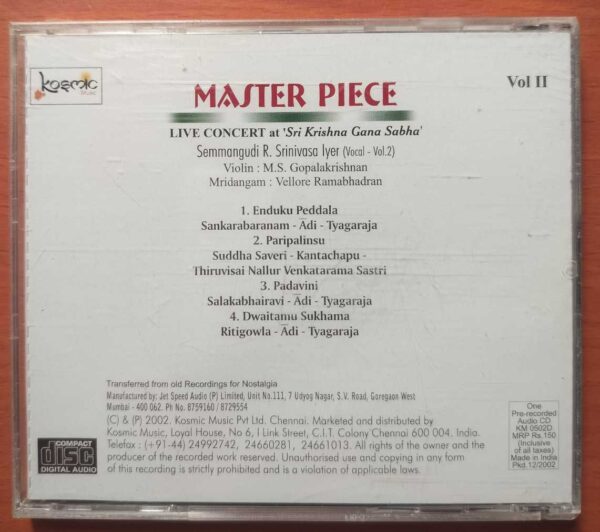 Kosmic
Music
MASTER PIECE
Vol II
LIVE CONCERT at 'Sri Krishna Gana Sabha'
Semmangudi R. Srinivasa Iyer (Vocal - Vol.2)
Violin : M.S. Gopalakrishnan
Mridangam : Vellore Ramabhadran
1. Enduku Peddala
Sankarabaranam - Ādi - Tyagaraja
2. Paripalinsu
Suddha Saveri - Kantachapu -
Thiruvisai Nallur Venkatarama Sastri
3. Padavini
Salakabhairavi - Ādi - Tyagaraja
4. Dwaitamu Sukhama
Ritigowla - Ādi - Tyagaraja
Transferred from old Recordings for Nostalgia
Manufactured by: Jet Speed Audio (P) Limited, Unit No.111, 7 Udyog Nagar, S.V. Road, Goregaon West
Mumbai - 400 062. Ph No. 8759160 / 8729554
(C) & (P) 2002. Kosmic Music Pvt Ltd. Chennai. Marketed and distributed by
Kosmic Music, Loyal House, No 6, I Link Street, C.I.T. Colony Chennai 600 004. India.
Telefax : (+91-44) 24992742, 24660281, 24661013. All rights of the owner and the
producer of the recorded work reserved. Unauthorised use and copying in any form
of this recording is strictly prohibited and is a violation of applicable laws.
COMPACT
disc
DIGITAL AUDIO
One
Pre-recorded
Audio CD
KM 0502D
MRP Rs.150
(Inclusive
of all taxes)
Made in India
Pkd.12/2002